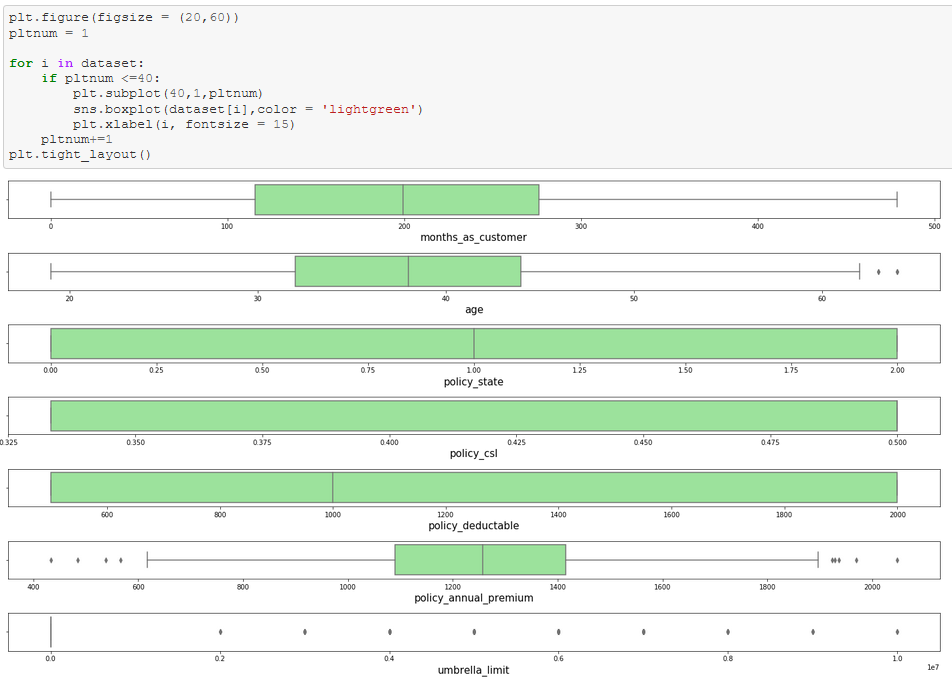 plt.figure(figsize = (20,60))
pltnum = 1
for i in dataset:
    if pltnum <=40:
        plt.subplot(40,1,pltnum)
        sns.boxplot(dataset[i],color = 'lightgreen')
        plt.xlabel(i, fontsize = 15)
    pltnum+=1
plt.tight_layout()
0 100 200 300 400 500
months_as_customer
20 30 40 50 60
age
0.00 0.25 0.50 0.75 1.00 1.25 1.50 1.75 2.00
policy_state
0.325 0.350 0.375 0.400 0.425 0.450 0.475 0.500
policy_csl
600 800 1000 1200 1400 1600 1800 2000
policy_deductable
400 600 800 1000 1200 1400 1600 1800 2000
policy_annual_premium
0.0 0.2 0.4 0.6 0.8 1.0
1e7
umbrella_limit